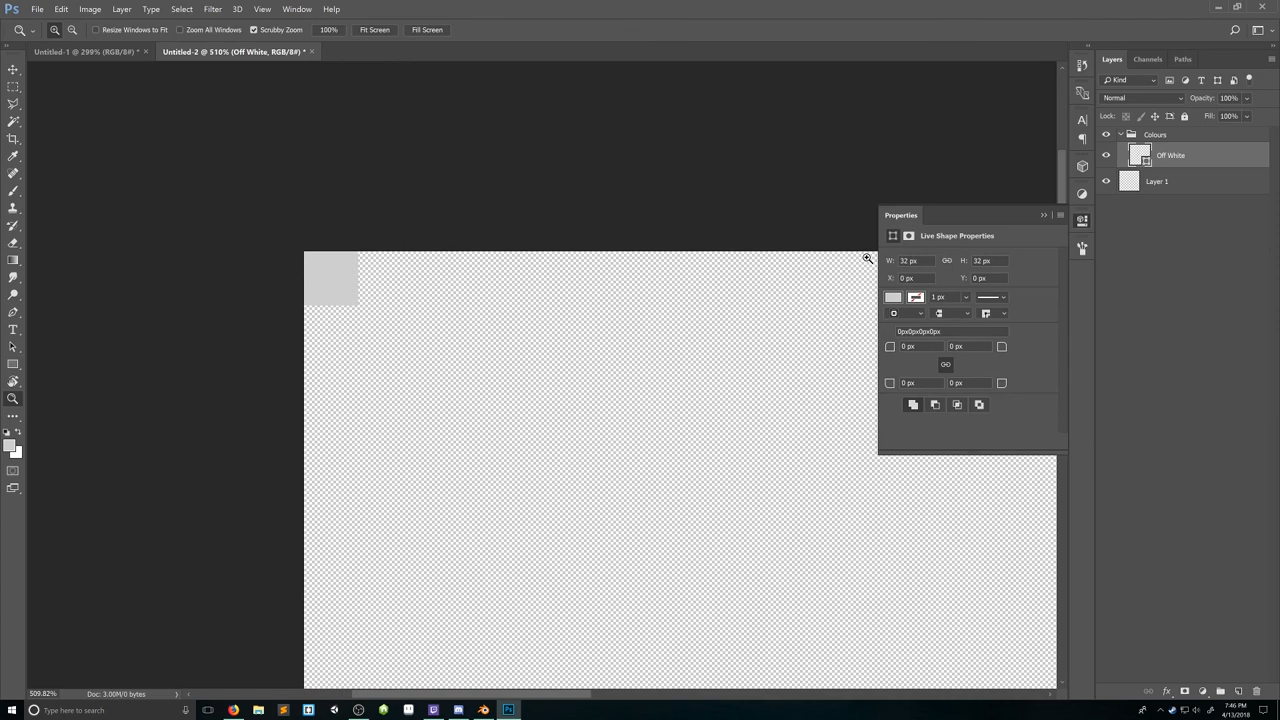 Ps File Edit Image Layer Type Select Filter 3D View Window Help
Resize Windows to Fit Zoom All Windows Scrubby Zoom 100% Fit Screen Fill Screen
Untitled-1 @ 299% (RGB/8#) * × Untitled-2 @ 510% (Off White, RGB/8#) * ×
Layers Channels Paths
Kind
Normal Opacity: 100%
Lock: Fill: 100%
Colours
Off White
Layer 1
Properties
Live Shape Properties
W: 32 px H: 32 px
X: 0 px Y: 0 px
1 px
0px0px0px0px
0 px 0 px
0 px 0 px
509.82% Doc: 3.00M/0 bytes
Type here to search
Ps
7:46 PM
4/13/2018